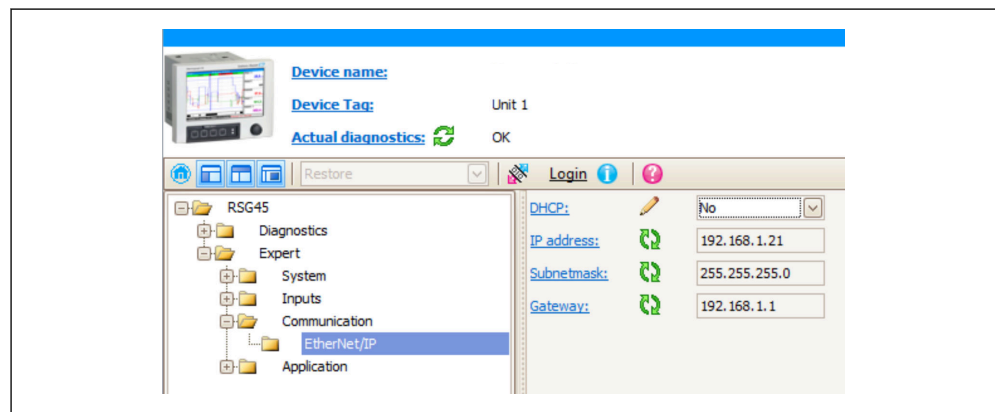 Device name:
Device Tag: Unit 1
Actual diagnostics: OK
Restore Login
RSG45
Diagnostics
Expert
System
Inputs
Communication
EtherNet/IP
Application
DHCP: No
IP address: 192.168.1.21
Subnetmask: 255.255.255.0
Gateway: 192.168.1.1